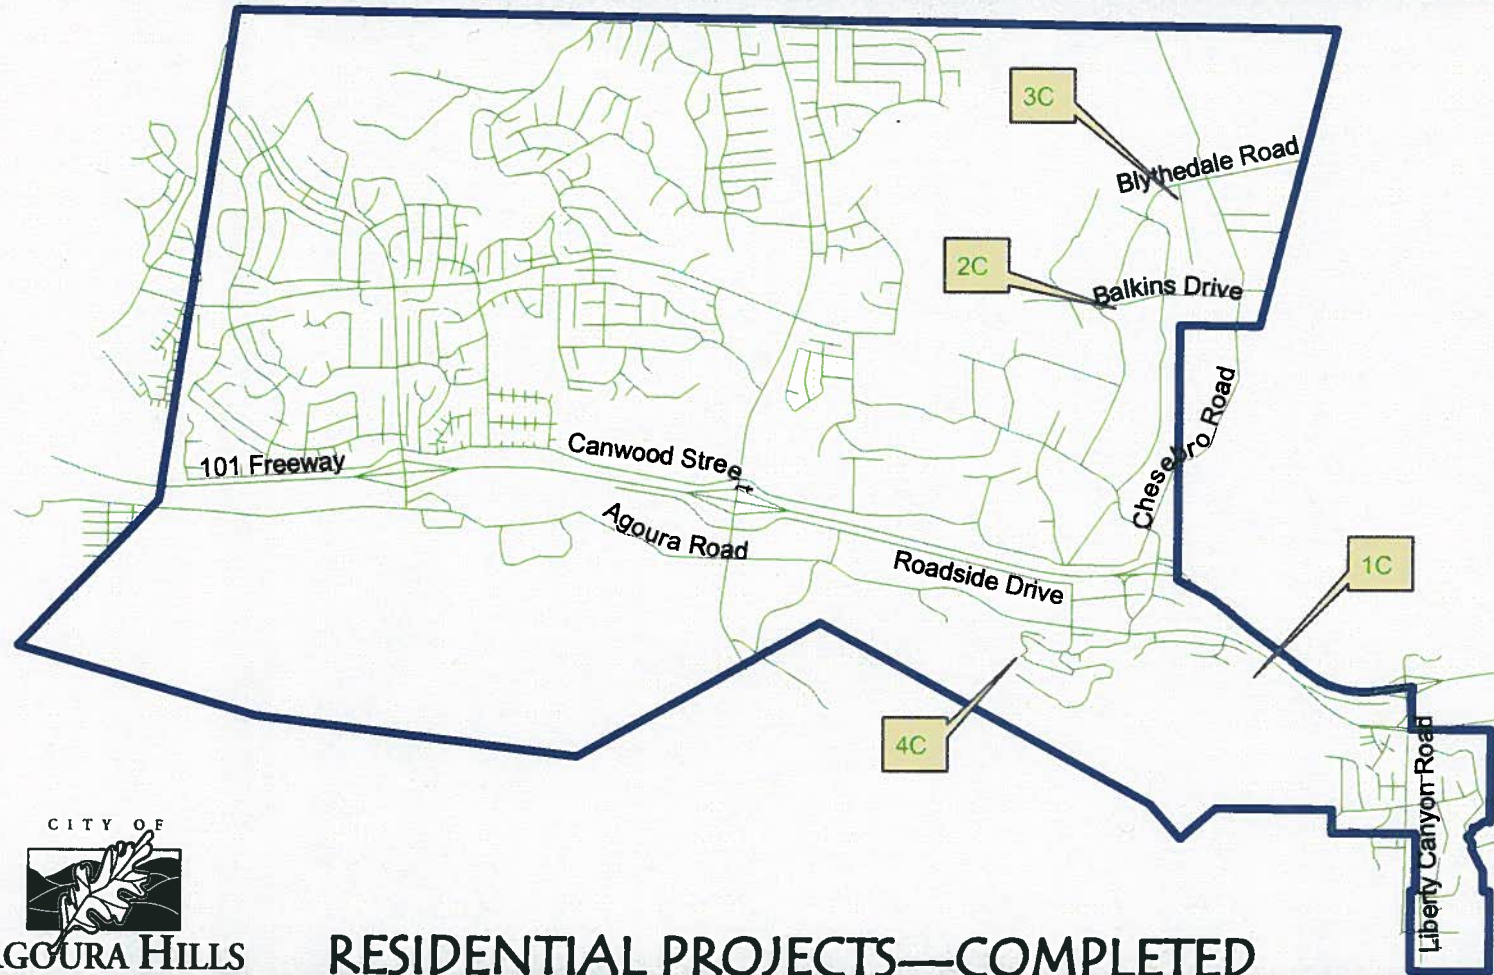 3C
Blythedale Road
2C
Balkins Drive
Chesebro Road
101 Freeway
Canwood Street
Agoura Road
Roadside Drive
1C
4C
Liberty Canyon Road
CITY OF
AGOURA HILLS
RESIDENTIAL PROJECTS—COMPLETED